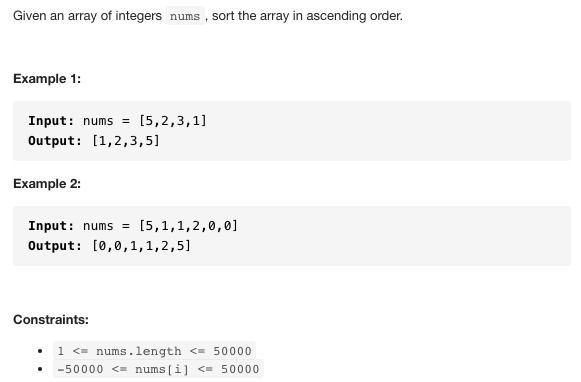 Given an array of integers nums , sort the array in ascending order.
Example 1:
Input: nums = [5,2,3,1]
Output: [1,2,3,5]
Example 2:
Input: nums = [5,1,1,2,0,0]
Output: [0,0,1,1,2,5]
Constraints:
• 1 <= nums.length <= 50000
• -50000 <= nums[i] <= 50000